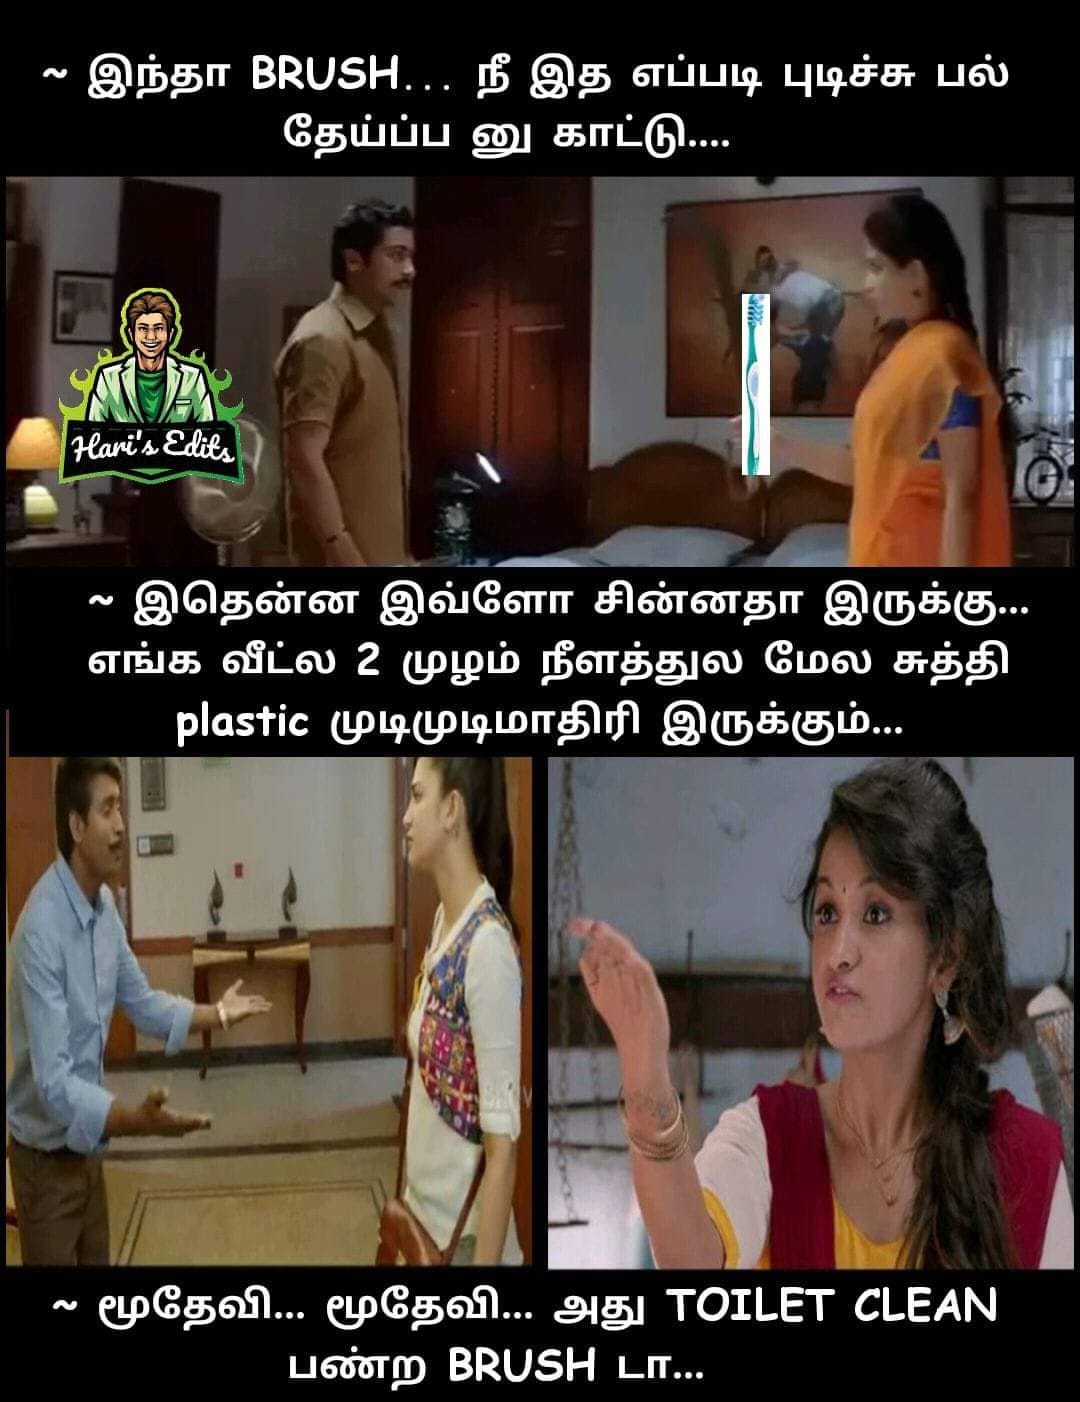 ~ இந்தா BRUSH... நீ இத எப்படி புடிச்சு பல்
தேய்ப்ப னு காட்டு....
Hari's Edits
~ இதென்ன இவ்ளோ சின்னதா இருக்கு...
எங்க வீட்ல 2 முழம் நீளத்துல மேல சுத்தி
plastic முடிமுடிமாதிரி இருக்கும்...
~ மூதேவி... மூதேவி... அது TOILET CLEAN
பண்ற BRUSH டா...